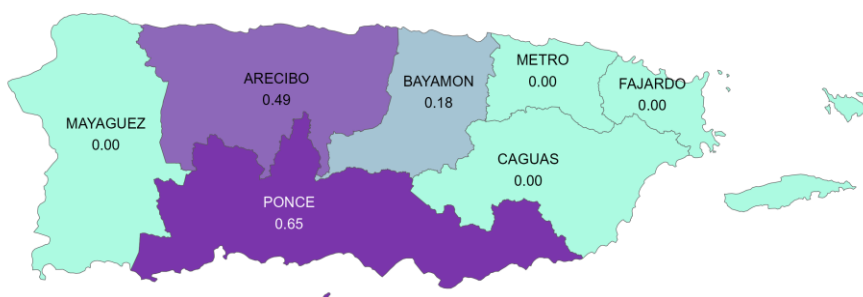 METRO
0.00
ARECIBO
0.49
BAYAMON
0.18
FAJARDO
0.00
MAYAGUEZ
0.00
CAGUAS
0.00
PONCE
0.65